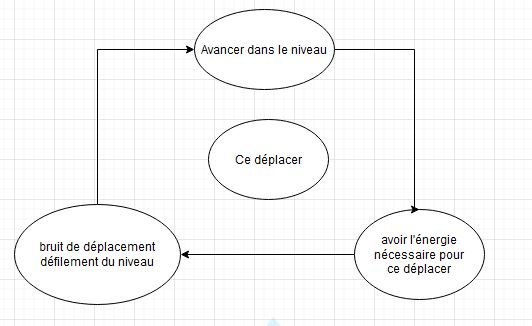 Avancer dans le niveau
Ce déplacer
avoir l'énergie
nécessaire pour
ce déplacer
bruit de déplacement
défilement du niveau